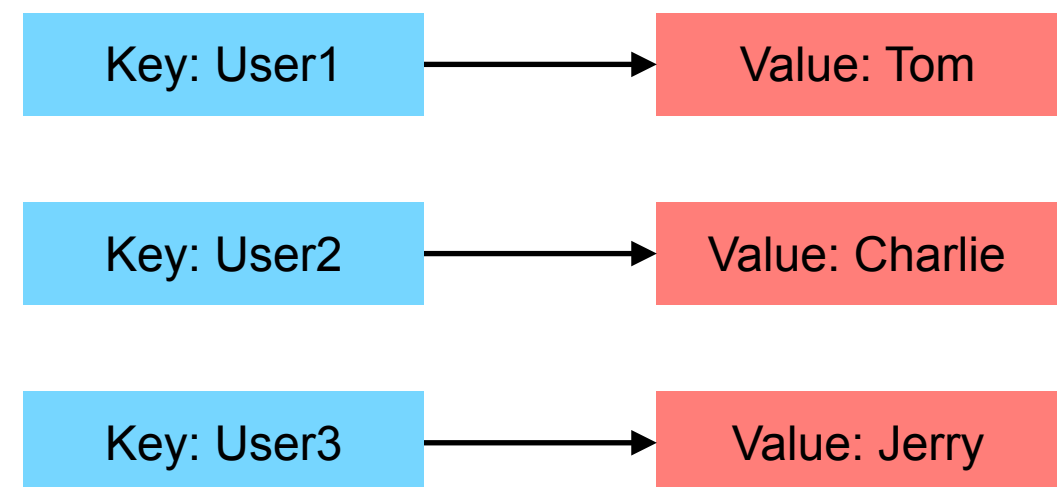 Key: User1
Value: Tom
Key: User2
Value: Charlie
Key: User3
Value: Jerry